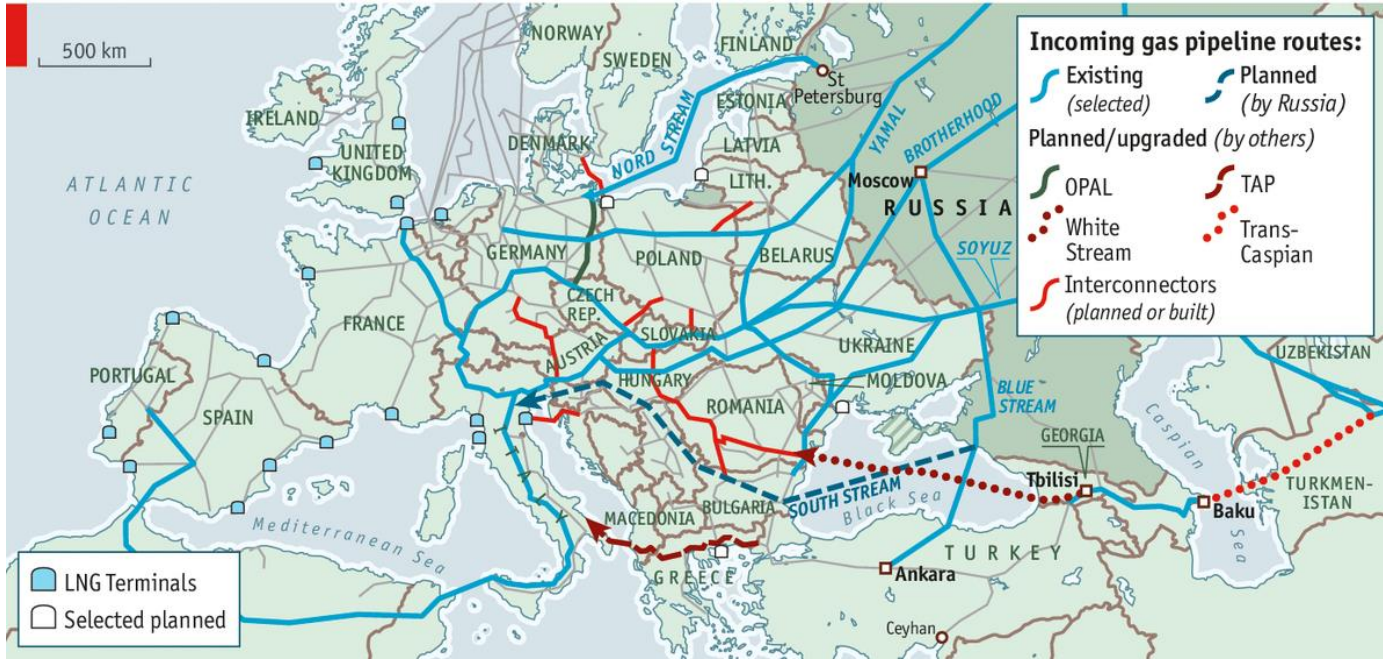 500 km
NORWAY
SWEDEN
FINLAND
St
Petersburg
ESTONIA
IRELAND
UNITED
KINGDOM
DENMARK
NORD STREAM
LATVIA
LITH.
YAMAL
BROTHERHOOD
Moscow
RUSSIA
ATLANTIC
OCEAN
GERMANY
POLAND
BELARUS
SOYUZ
CZECH
REP.
FRANCE
SLOVAKIA
AUSTRIA
UKRAINE
HUNGARY
MOLDOVA
ROMANIA
BLUE
STREAM
PORTUGAL
SPAIN
ITALY
GEORGIA
Tbilisi
Caspian
Sea
UZBEKISTAN
TURKMEN-
ISTAN
Baku
SOUTH STREAM
Black Sea
BULGARIA
MACEDONIA
Mediterranean Sea
GREECE
TURKEY
Ankara
Ceyhan
Incoming gas pipeline routes:
Existing
(selected)
Planned
(by Russia)
Planned/upgraded (by others)
OPAL
TAP
White
Stream
Trans-
Caspian
Interconnectors
(planned or built)
LNG Terminals
Selected planned